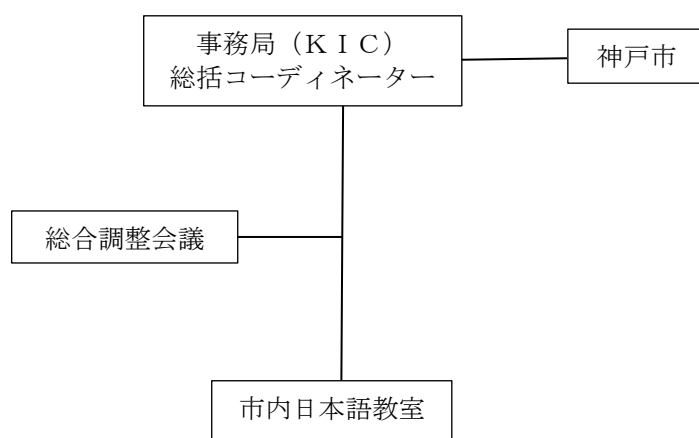 事務局（ＫＩＣ）
総括コーディネーター
神戸市
総合調整会議
市内日本語教室